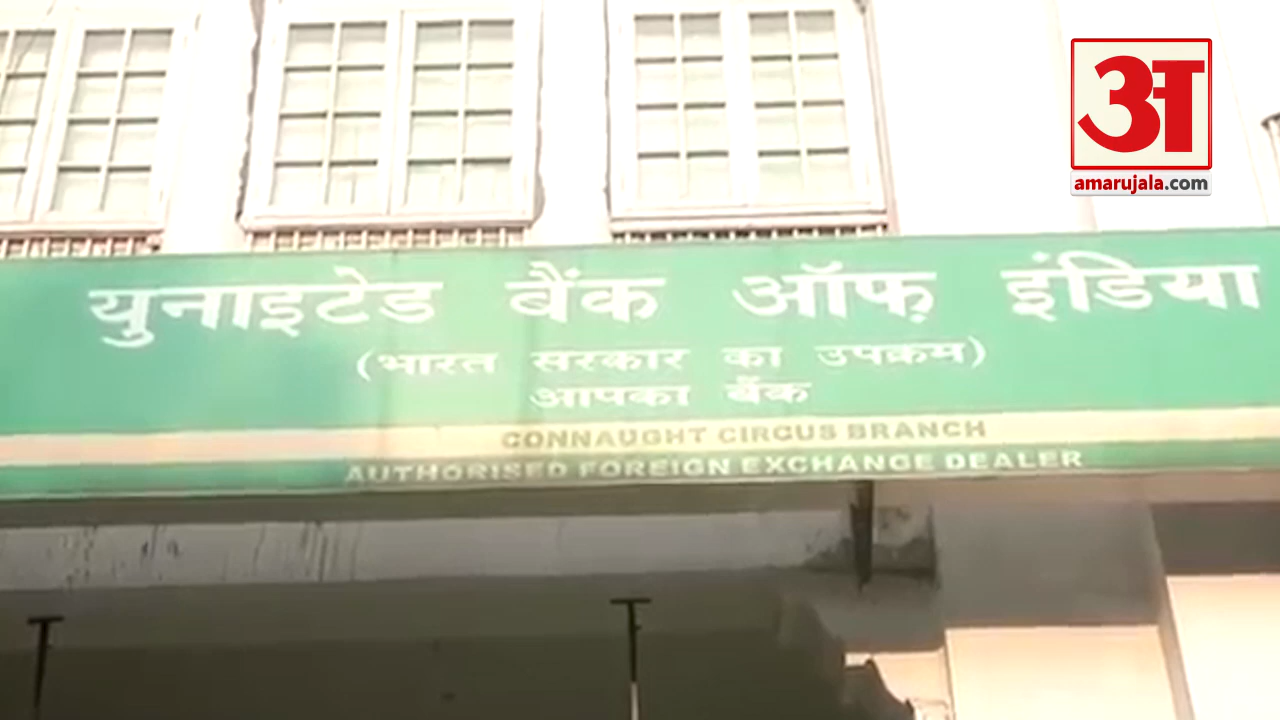 अ
amarujala.com
युनाइटेड बैंक ऑफ़ इंडिया
(भारत सरकार का उपक्रम)
आपका बैंक
CONNAUGHT CIRCUS BRANCH
AUTHORISED FOREIGN EXCHANGE DEALER